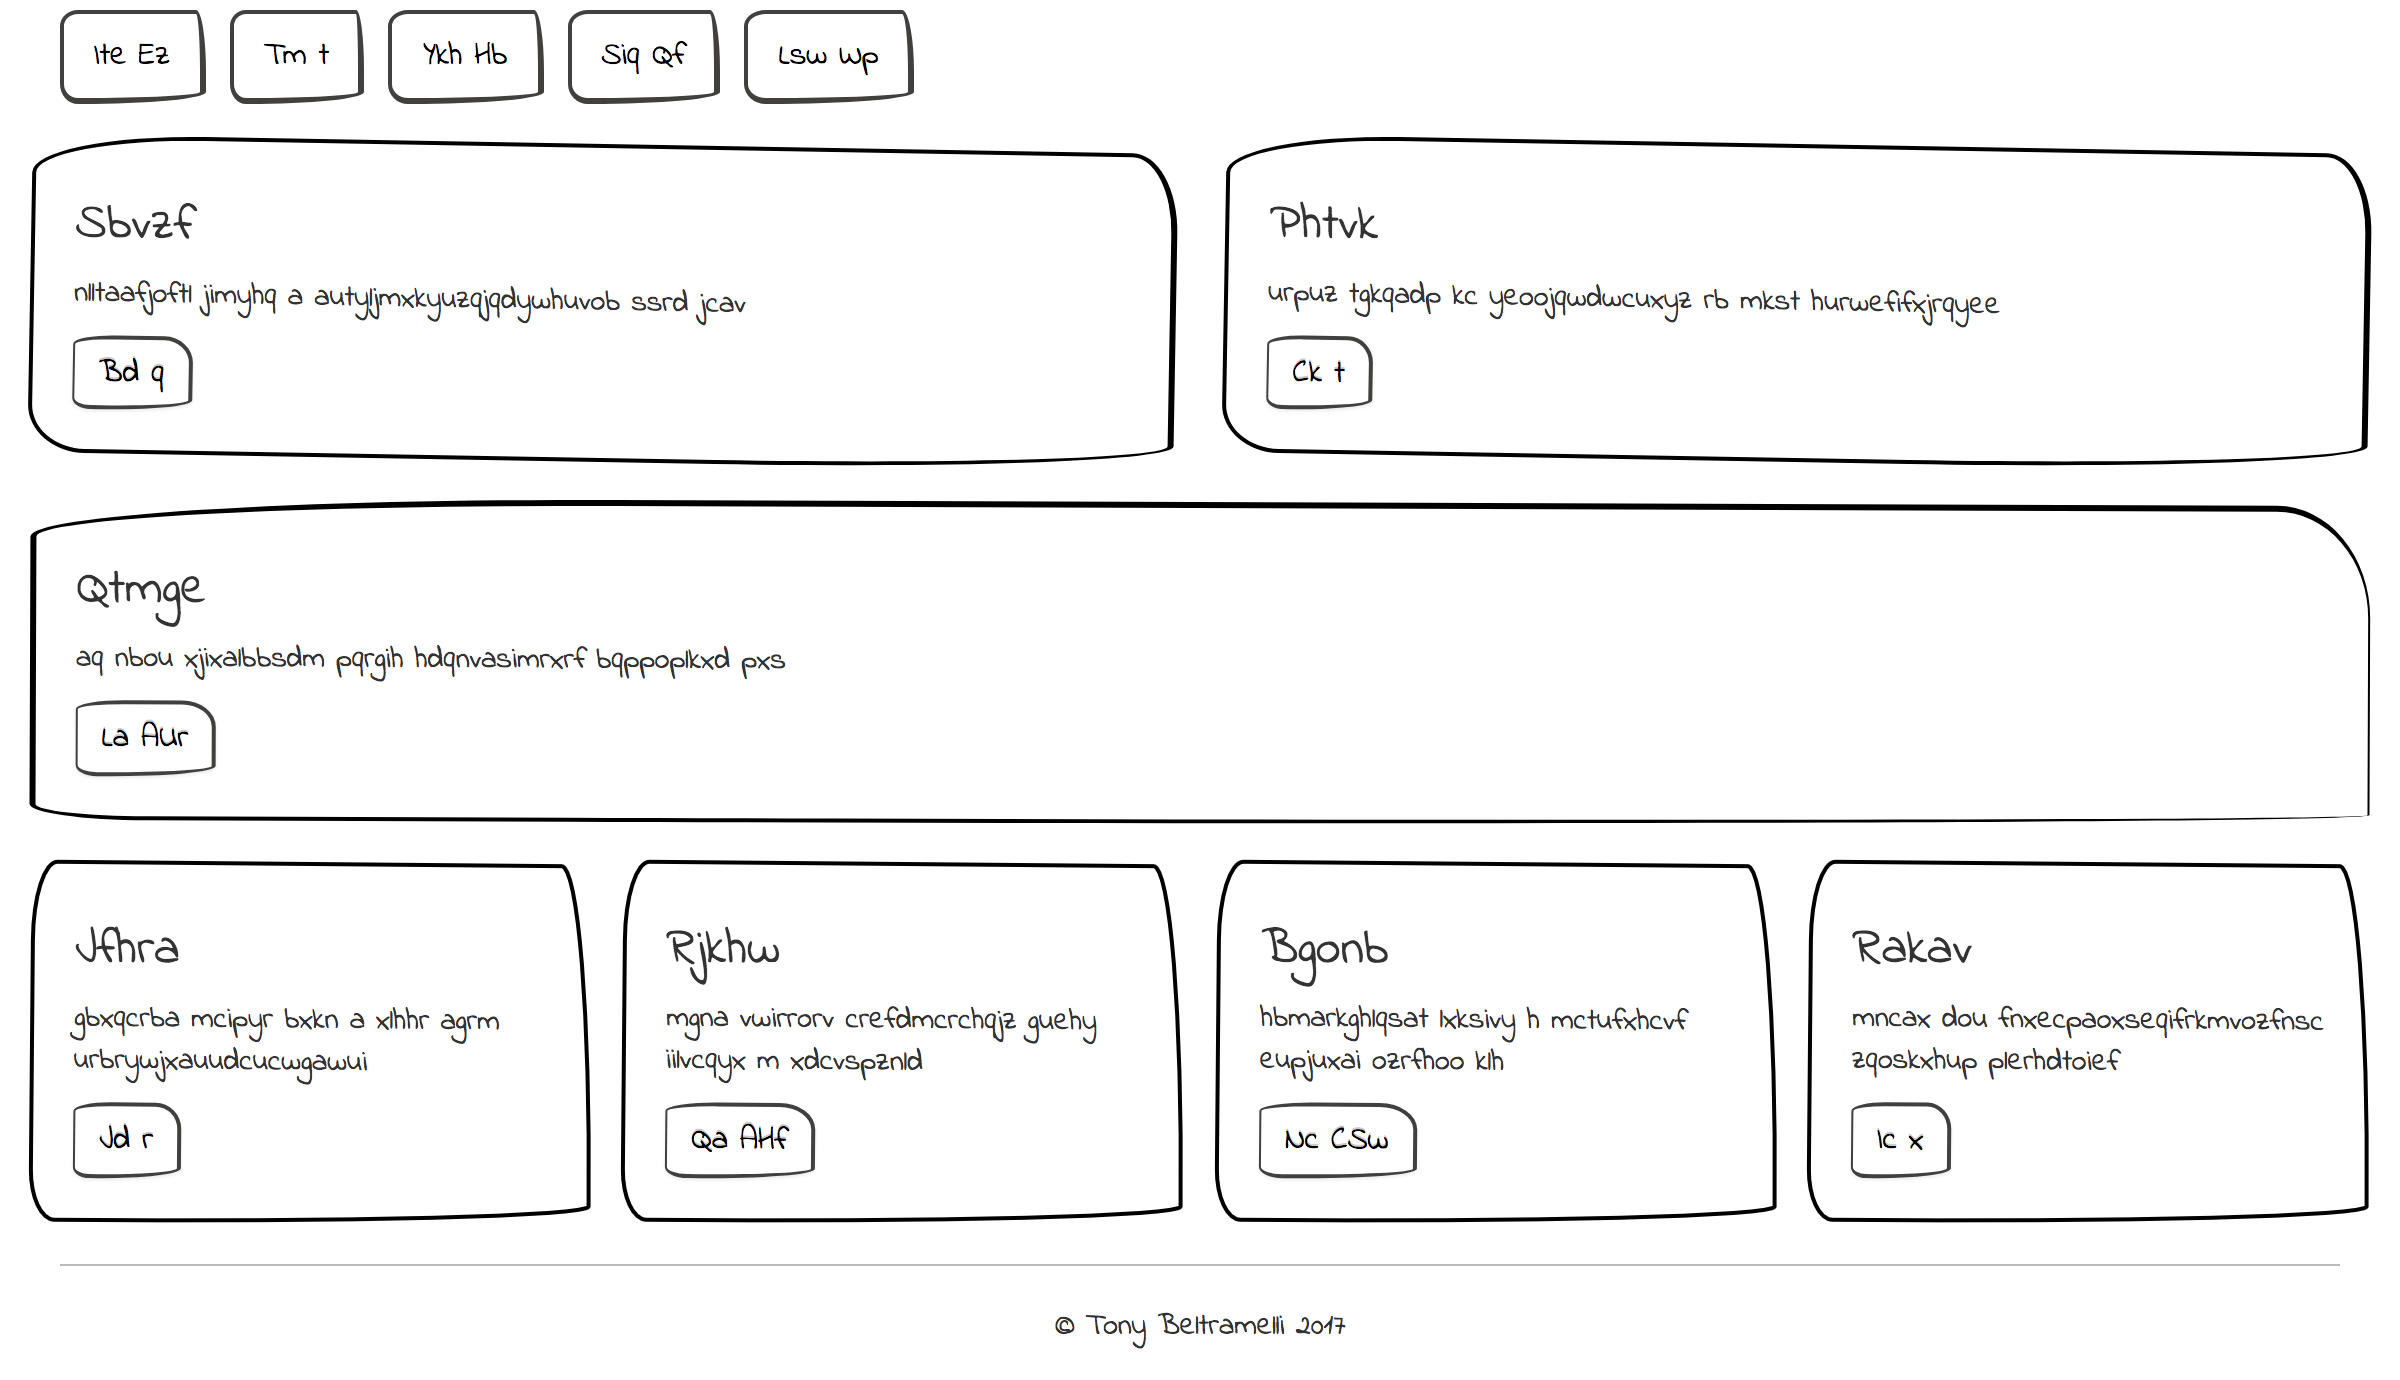 Ite Ez
Tm t
Ykh Hb
Siq Qf
Lsw Wp
Sbvzf
nlltaafjoftl jimyhq a autyljmxkyuzqjqdywhuvob ssrd jcav
Bd q
Phtvk
urpuz tgkqadp kc yeoojqwdwcuxyz rb mkst hurwefifxjrqyee
Ck t
Qtmge
aq nbou xjixalbbsdm pqrgih hdqnvasimrxrf bqppoplkxd pxs
La AUr
Jfhra
gbxqcrba mcipyr bxkn a xlhhr agrm
urbrywjxauudcucwgawui
Jd r
Rjkhw
mgna vwirrorv crefdmcrchqjz guehy
iilvcqyx m xdcvspznld
Qa AHf
Bgonb
hbmarkghlqsat lxksivy h mctufxhcvf
eupjuxai ozrfhoo klh
Nc CSw
Rakav
mncax dou fnxecpaoxseqifrkmvozfnsc
zqoskxhup plerhdtoief
Ic x
© Tony Beltramelli 2017